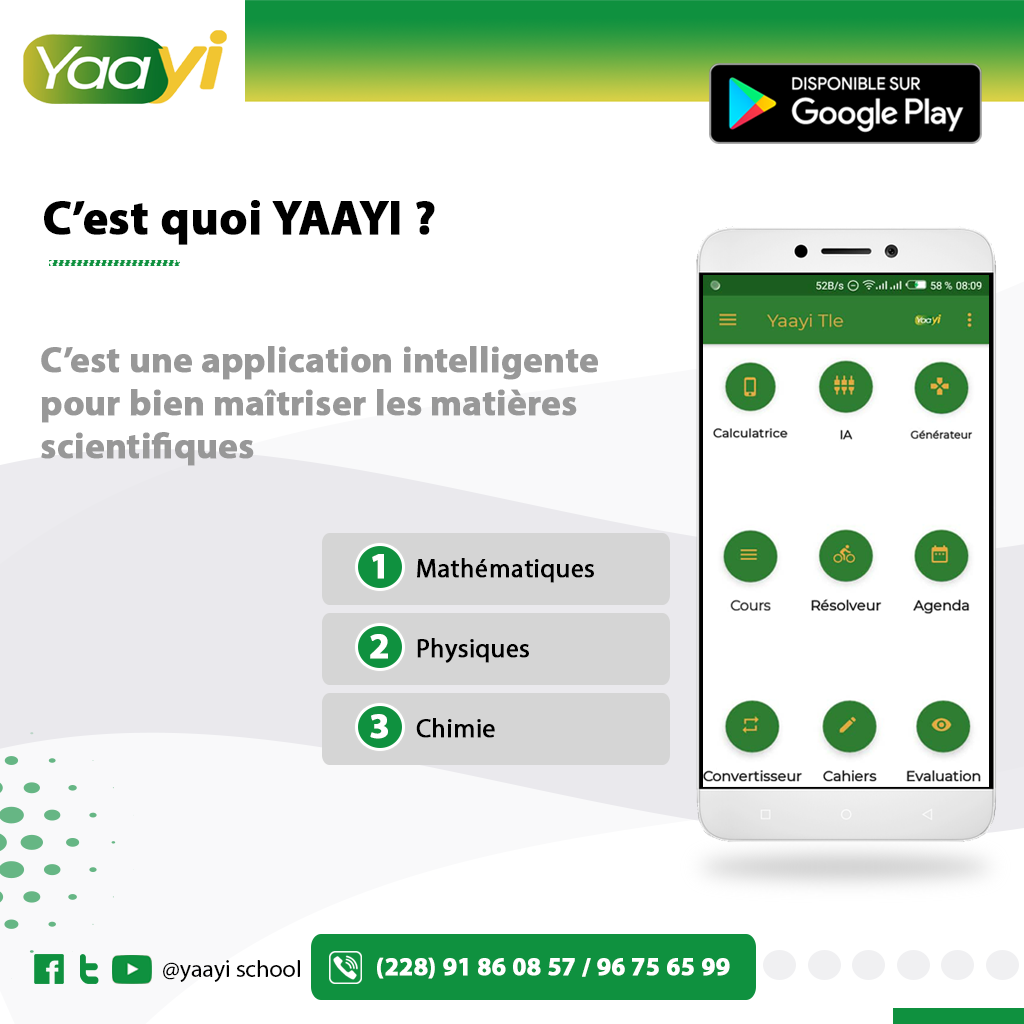 Yaayi
DISPONIBLE SUR
Google Play
C’est quoi YAAYI ?
C’est une application intelligente
pour bien maîtriser les matières
scientifiques
1 Mathématiques
2 Physiques
3 Chimie
52B/s 58 % 08:09
Yaayi Tle Yaayi
Calculatrice IA Générateur
Cours Résolveur Agenda
Convertisseur Cahiers Evaluation
@yaayi school (228) 91 86 08 57 / 96 75 65 99